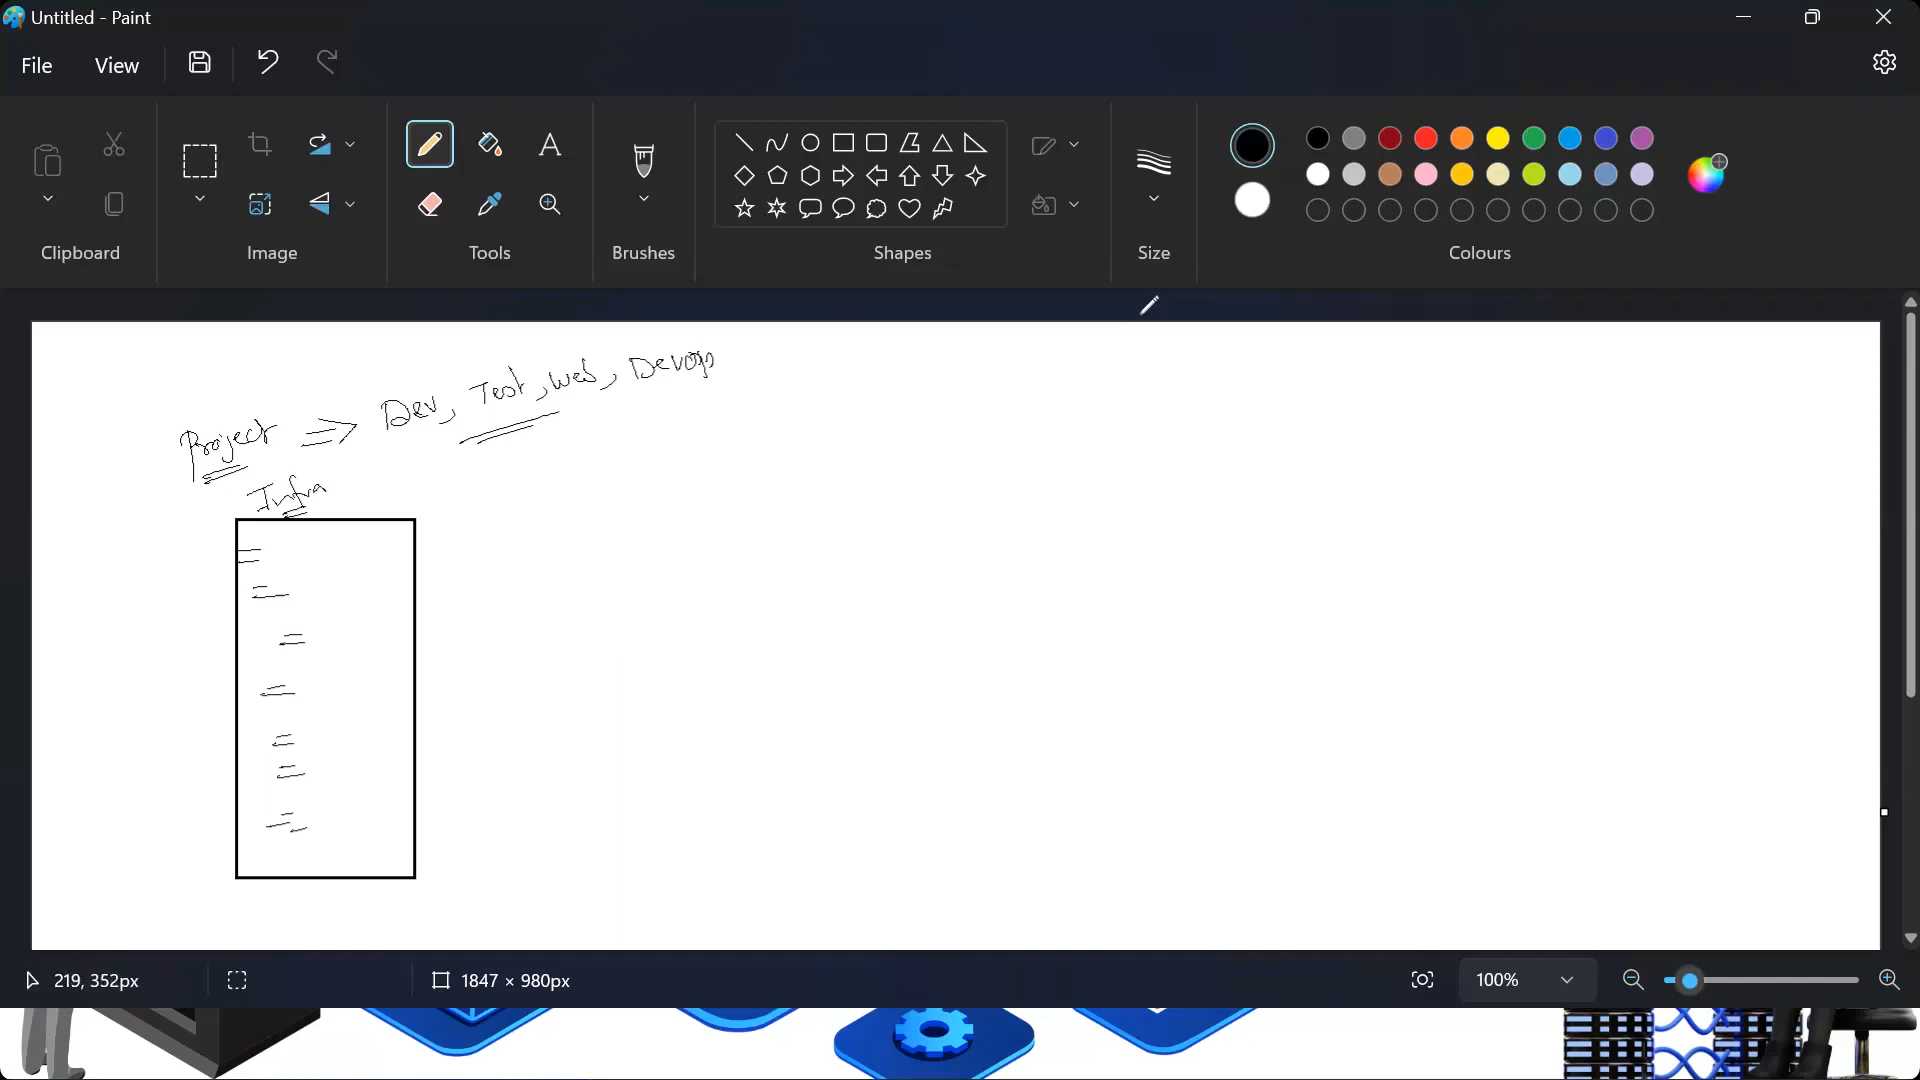 Untitled - Paint
File View
Clipboard Image Tools Brushes Shapes Size Colours
Project => Dev, Test, Web, Devops
Infra
219, 352px 1847 × 980px 100%